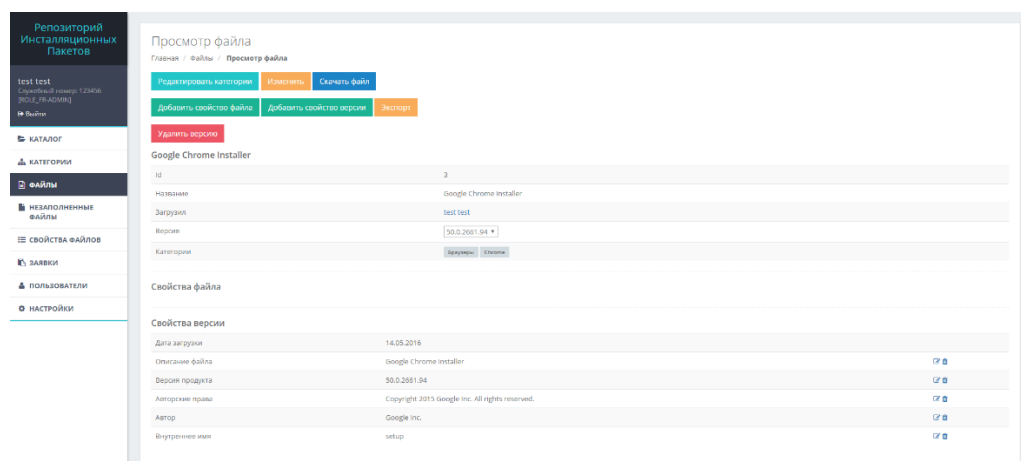 Репозиторий
Инсталляционных
Пакетов
test test
Служебный номер: 123456
[ROLE_FR-ADMIN]
Выйти
КАТАЛОГ
КАТЕГОРИИ
ФАЙЛЫ
НЕЗАПОЛНЕННЫЕ
ФАЙЛЫ
СВОЙСТВА ФАЙЛОВ
ЗАЯВКИ
ПОЛЬЗОВАТЕЛИ
НАСТРОЙКИ
Просмотр файла
Главная / Файлы / Просмотр файла
Редактировать категории Изменить Скачать файл
Добавить свойство файла Добавить свойство версии Экспорт
Удалить версию
Google Chrome Installer
Id 3
Название Google Chrome Installer
Загрузил test test
Версия 50.0.2661.94
Категории Браузеры Chrome
Свойства файла
Свойства версии
Дата загрузки 14.05.2016
Описание файла Google Chrome Installer
Версия продукта 50.0.2661.94
Авторские права Copyright 2015 Google Inc. All rights reserved.
Автор Google Inc.
Внутреннее имя setup